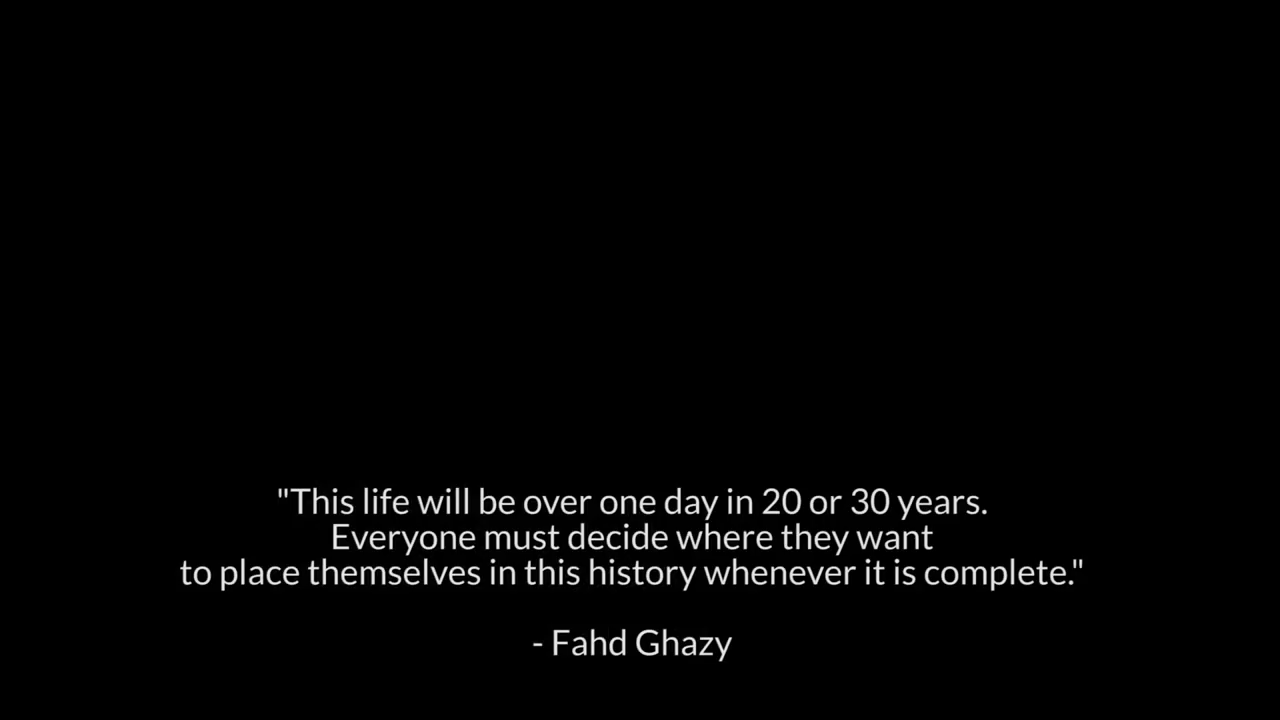 "This life will be over one day in 20 or 30 years.
Everyone must decide where they want
to place themselves in this history whenever it is complete."
- Fahd Ghazy